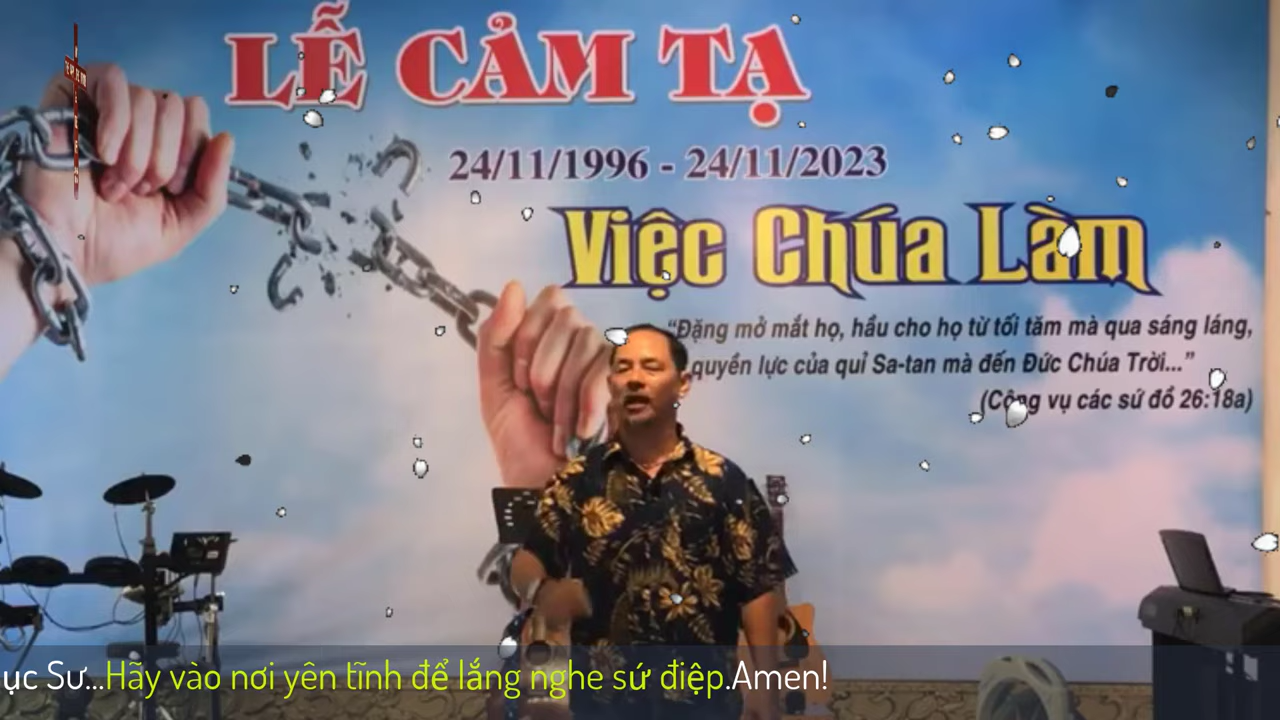 LỄ CẢM TẠ
24/11/1996 - 24/11/2023
Việc Chúa Làm
“Đặng mở mắt họ, hầu cho họ từ tối tăm mà qua sáng láng,
quyền lực của quỉ Sa-tan mà đến Đức Chúa Trời...”
(Công vụ các sứ đồ 26:18a)
ục Sư...Hãy vào nơi yên tĩnh để lắng nghe sứ điệp.Amen!